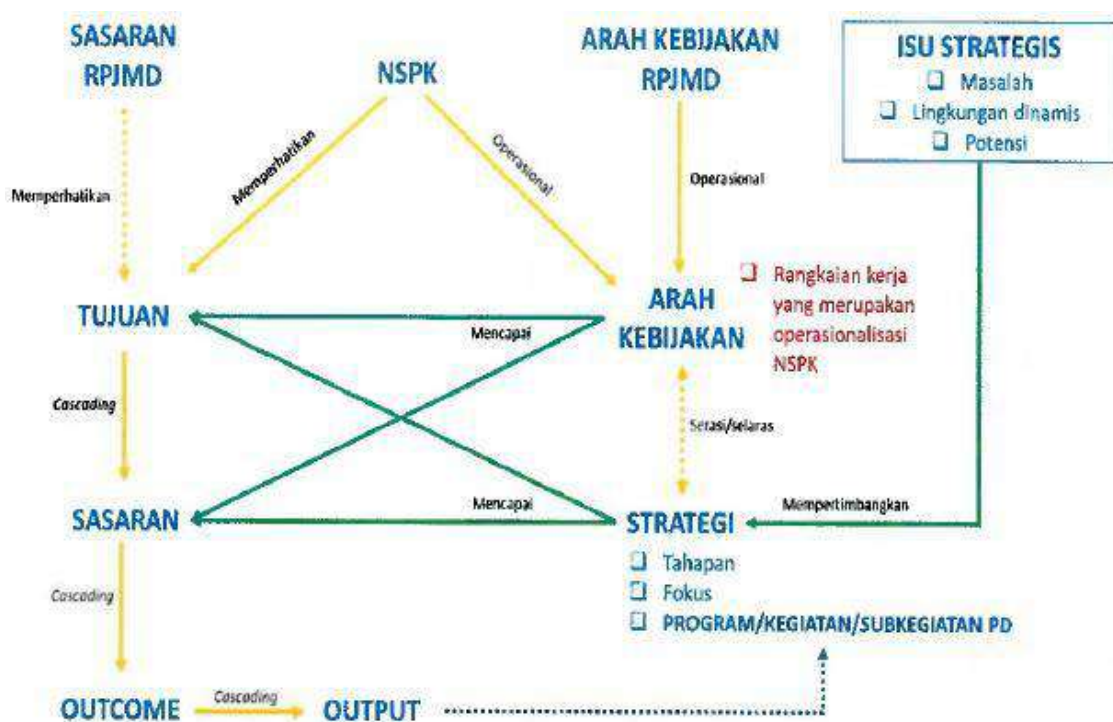 SASARAN
RPJMD
NSPK
ARAH KEBIJAKAN
RPJMD
ISU STRATEGIS
Masalah
Lingkungan dinamis
Potensi
Memperhatikan
Memperhatikan
Operasional
Operasional
TUJUAN
Mencapai
ARAH
KEBIJAKAN
Rangkaian kerja
yang merupakan
operasionalisasi
NSPK
Cascading
Serasi/selaras
SASARAN
Mencapai
STRATEGI
Mempertimbangkan
Tahapan
Fokus
PROGRAM/KEGIATAN/SUBKEGIATAN PD
Cascading
OUTCOME
Cascading
OUTPUT